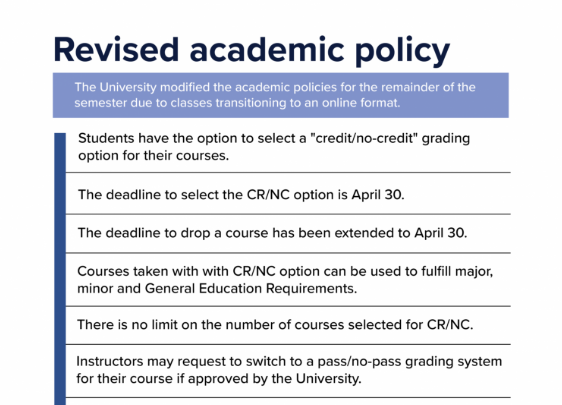 Revised academic policy
The University modified the academic policies for the remainder of the
semester due to classes transitioning to an online format.
Students have the option to select a "credit/no-credit" grading
option for their courses.
The deadline to select the CR/NC option is April 30.
The deadline to drop a course has been extended to April 30.
Courses taken with with CR/NC option can be used to fulfill major,
minor and General Education Requirements.
There is no limit on the number of courses selected for CR/NC.
Instructors may request to switch to a pass/no-pass grading system
for their course if approved by the University.